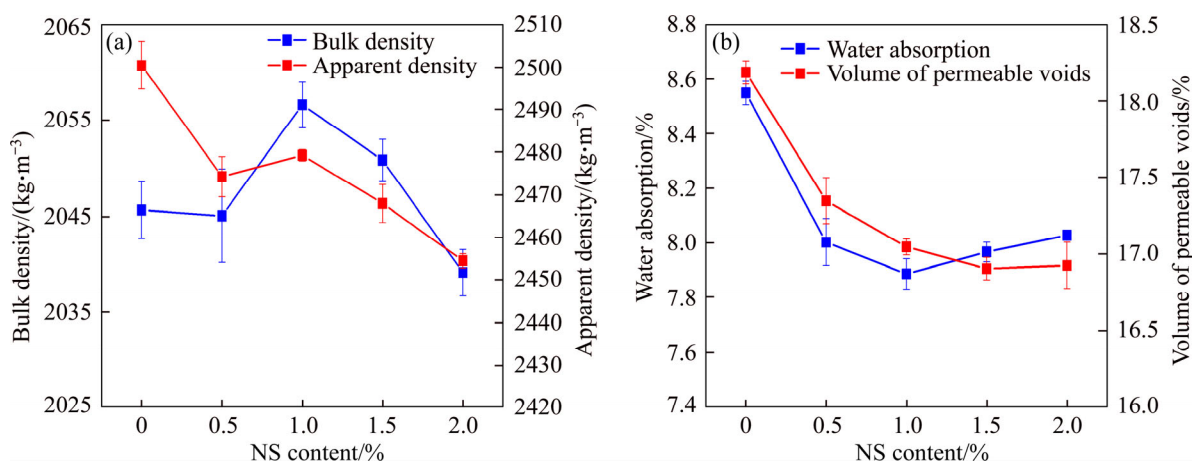 (a)
Bulk density
Apparent density
2065
2055
2045
2035
2025
Bulk density/(kg·m⁻³)
2510
2500
2490
2480
2470
2460
2450
2440
2430
2420
Apparent density/(kg·m⁻³)
0 0.5 1.0 1.5 2.0
NS content/%
(b)
Water absorption
Volume of permeable voids
8.8
8.6
8.4
8.2
8.0
7.8
7.6
7.4
Water absorption/%
18.5
18.0
17.5
17.0
16.5
16.0
Volume of permeable voids/%
0 0.5 1.0 1.5 2.0
NS content/%